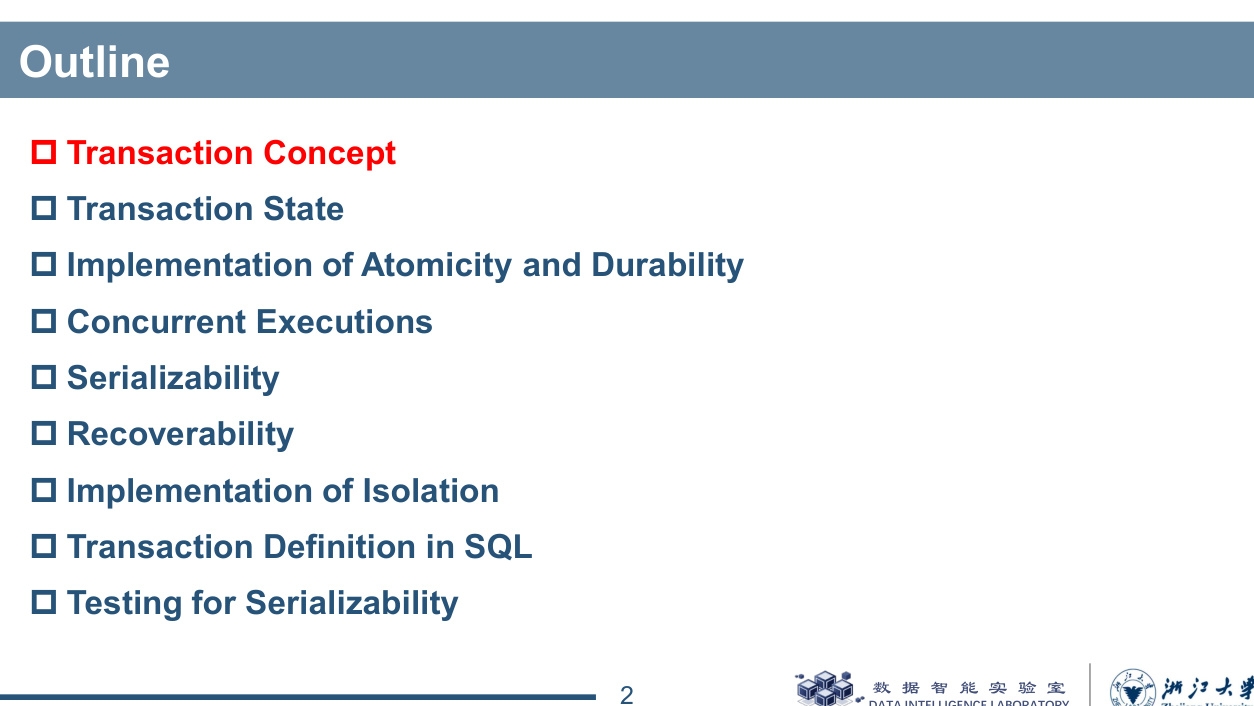 Outline
Transaction Concept
Transaction State
Implementation of Atomicity and Durability
Concurrent Executions
Serializability
Recoverability
Implementation of Isolation
Transaction Definition in SQL
Testing for Serializability
2
数据智能实验室
DATA INTELLIGENCE LABORATORY
浙江大学
Zhejiang University